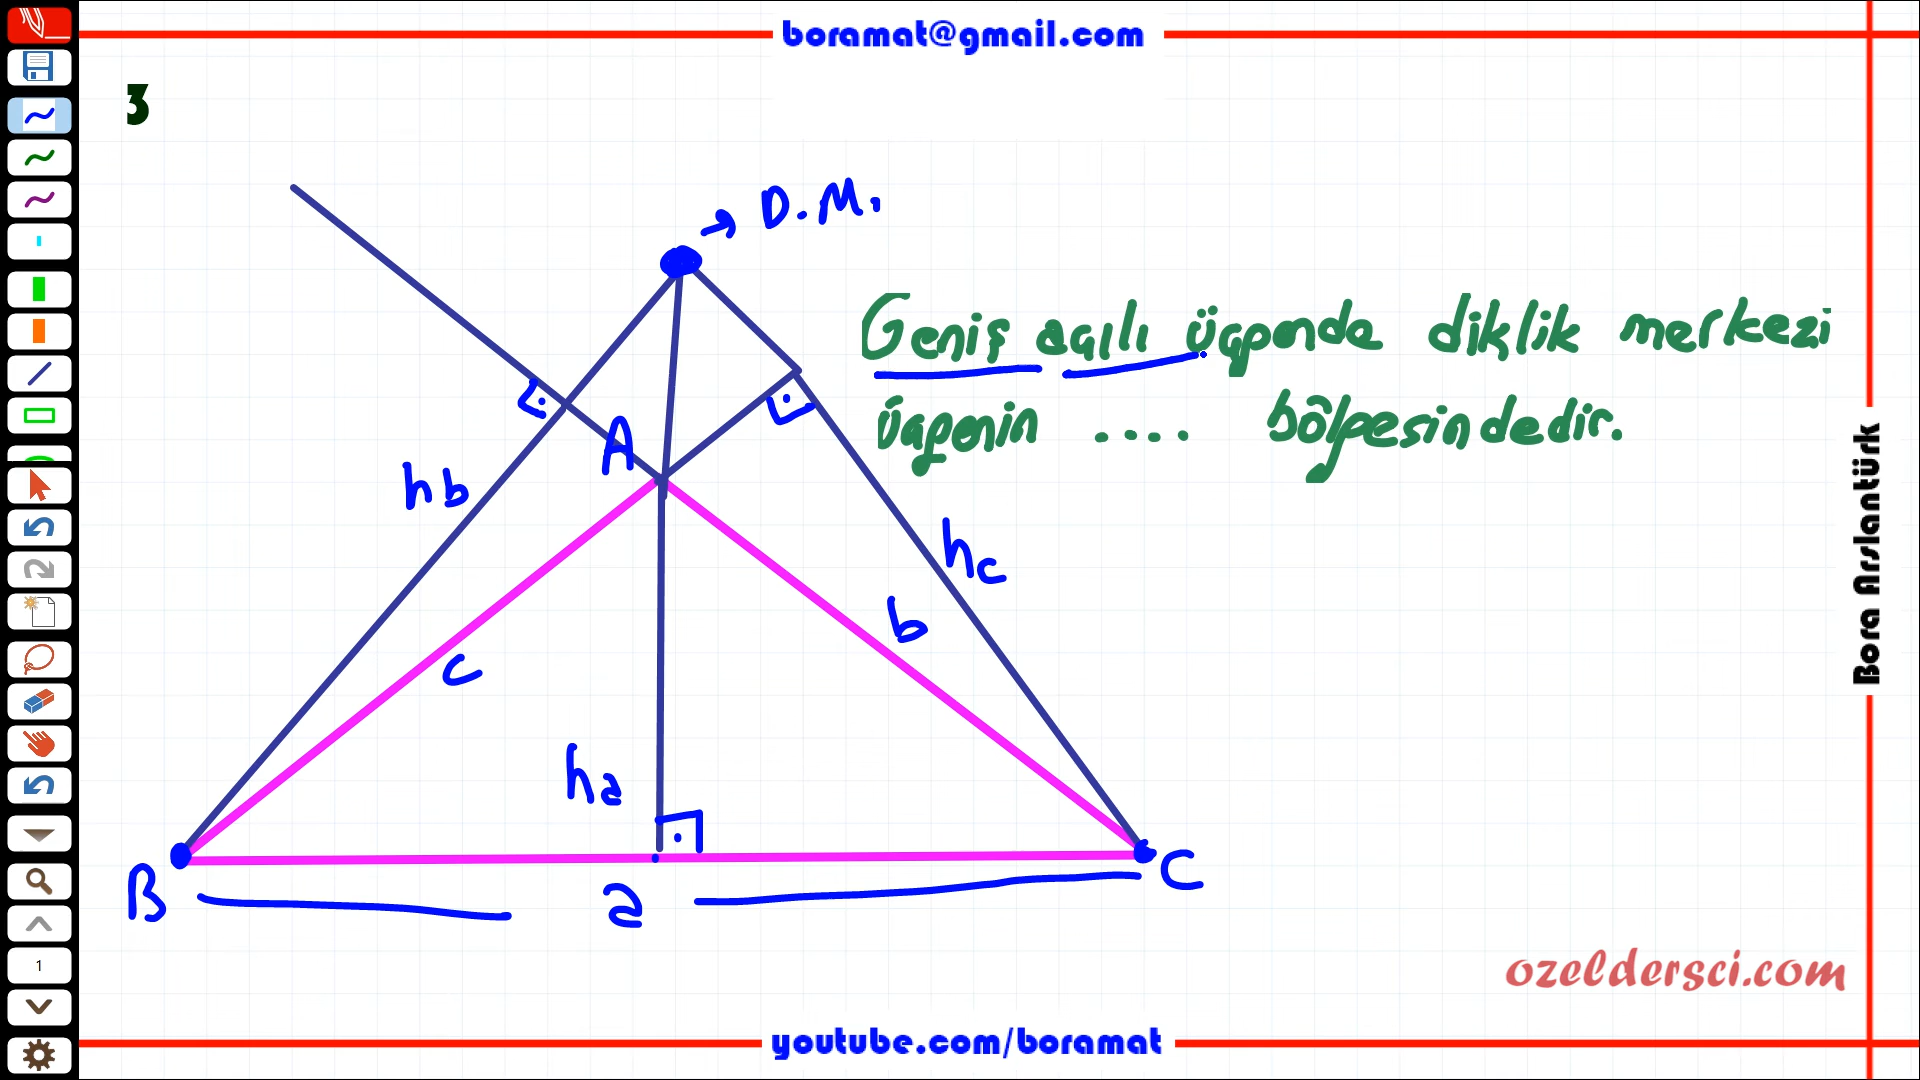 boramat@gmail.com
3
→ D.M.
Geniş açılı üçgende diklik merkezi
üçgenin .... bölgesindedir.
A
hb
hc
b
c
ha
B
a
C
1
Bora Arslantürk
ozeldersci.com
youtube.com/boramat